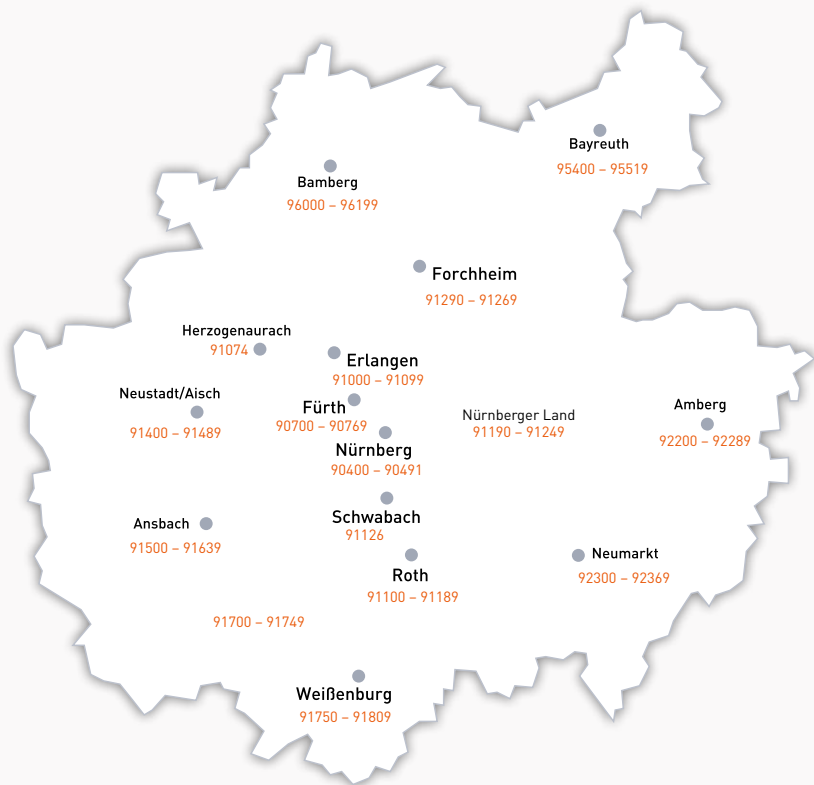 Bayreuth
95400 – 95519
Bamberg
96000 – 96199
Forchheim
91290 – 91269
Herzogenaurach
91074
Erlangen
91000 – 91099
Neustadt/Aisch
91400 – 91489
Fürth
90700 – 90769
Nürnberger Land
91190 – 91249
Amberg
92200 – 92289
Nürnberg
90400 – 90491
Schwabach
91126
Ansbach
91500 – 91639
Neumarkt
92300 – 92369
Roth
91100 – 91189
91700 – 91749
Weißenburg
91750 – 91809